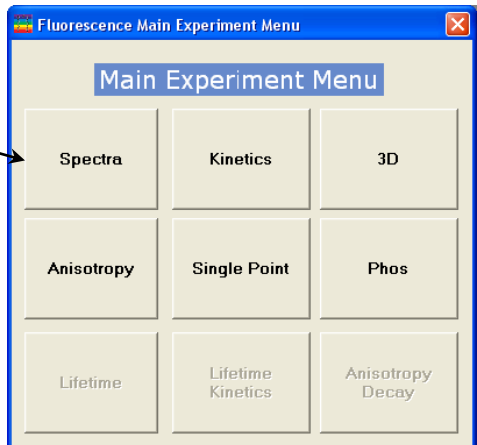 Fluorescence Main Experiment Menu
Main Experiment Menu
Spectra
Kinetics
3D
Anisotropy
Single Point
Phos
Lifetime
Lifetime
Kinetics
Anisotropy
Decay